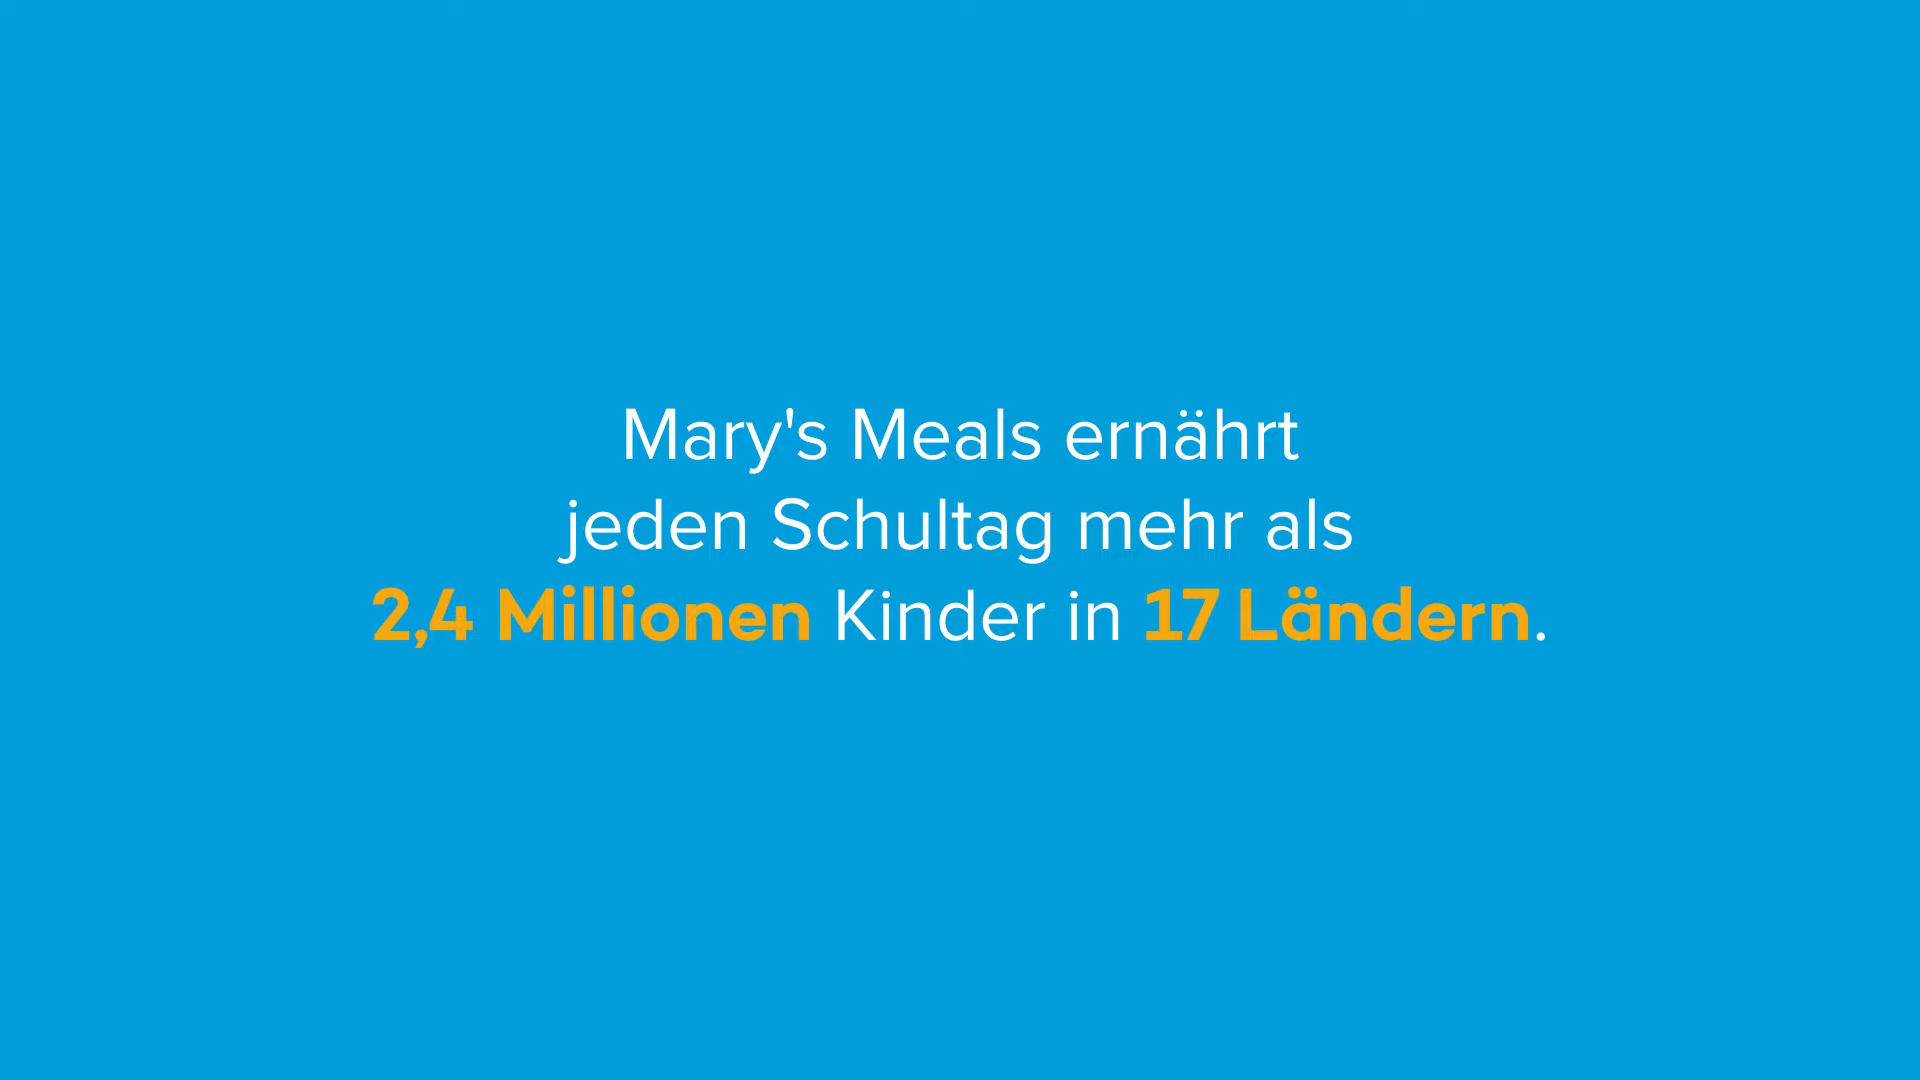 Mary's Meals ernährt
jeden Schultag mehr als
2,4 Millionen Kinder in 17 Ländern.